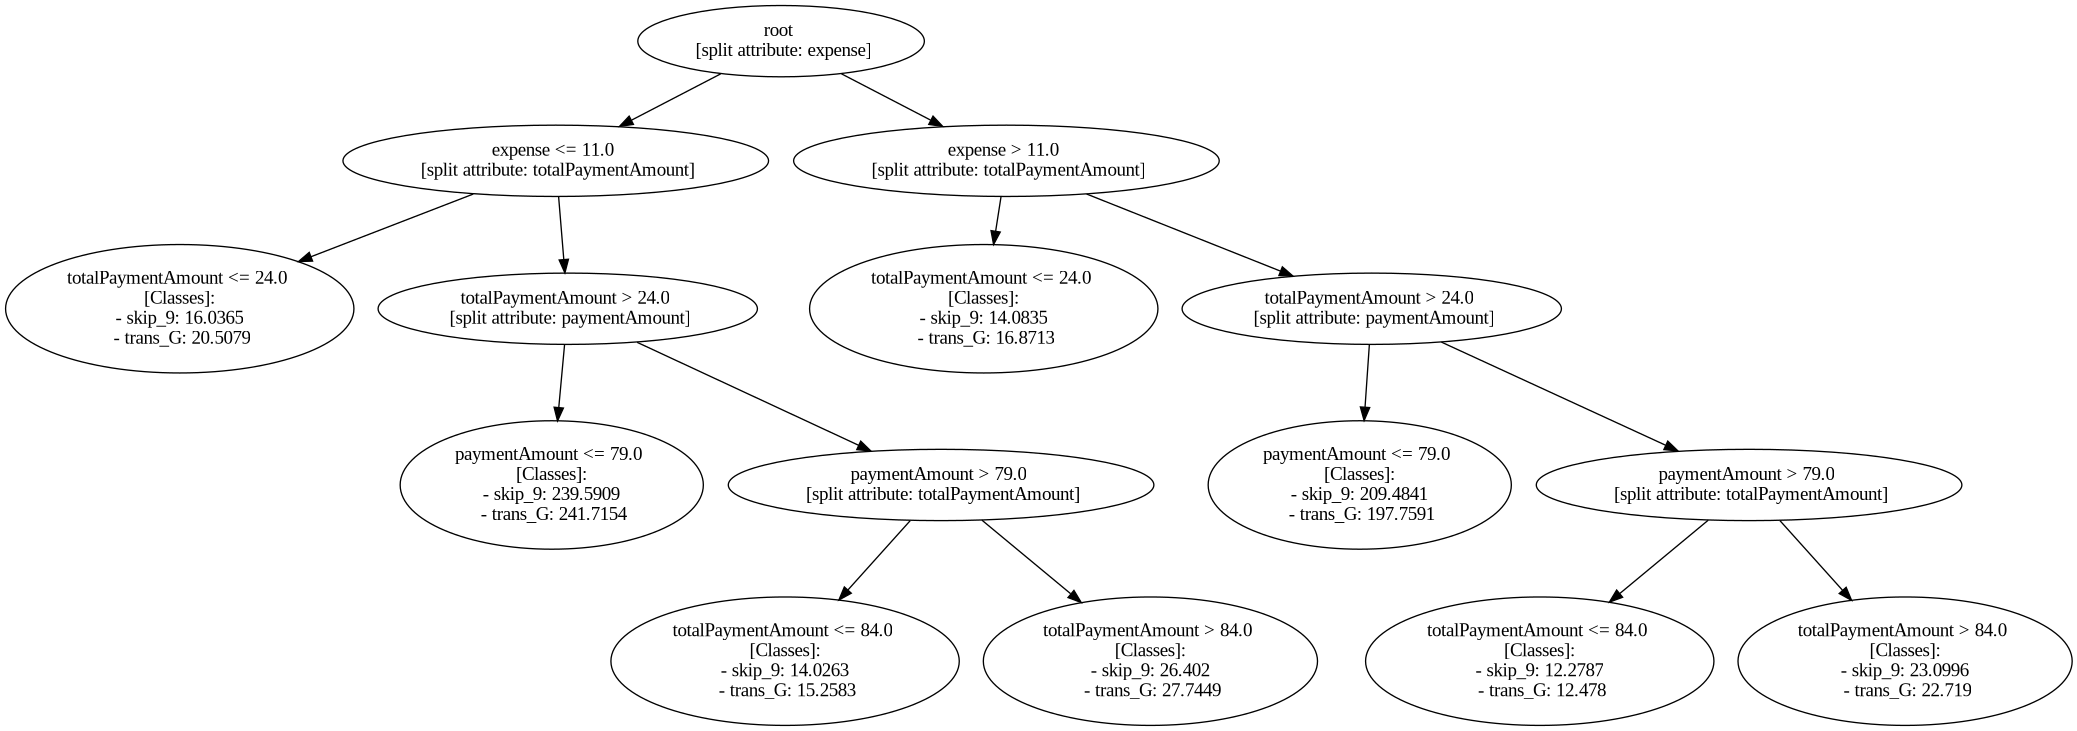 root
[split attribute: expense]
expense <= 11.0
[split attribute: totalPaymentAmount]
expense > 11.0
[split attribute: totalPaymentAmount]
totalPaymentAmount <= 24.0
[Classes]:
- skip_9: 16.0365
- trans_G: 20.5079
totalPaymentAmount > 24.0
[split attribute: paymentAmount]
totalPaymentAmount <= 24.0
[Classes]:
- skip_9: 14.0835
- trans_G: 16.8713
totalPaymentAmount > 24.0
[split attribute: paymentAmount]
paymentAmount <= 79.0
[Classes]:
- skip_9: 239.5909
- trans_G: 241.7154
paymentAmount > 79.0
[split attribute: totalPaymentAmount]
paymentAmount <= 79.0
[Classes]:
- skip_9: 209.4841
- trans_G: 197.7591
paymentAmount > 79.0
[split attribute: totalPaymentAmount]
totalPaymentAmount <= 84.0
[Classes]:
- skip_9: 14.0263
- trans_G: 15.2583
totalPaymentAmount > 84.0
[Classes]:
- skip_9: 26.402
- trans_G: 27.7449
totalPaymentAmount <= 84.0
[Classes]:
- skip_9: 12.2787
- trans_G: 12.478
totalPaymentAmount > 84.0
[Classes]:
- skip_9: 23.0996
- trans_G: 22.719